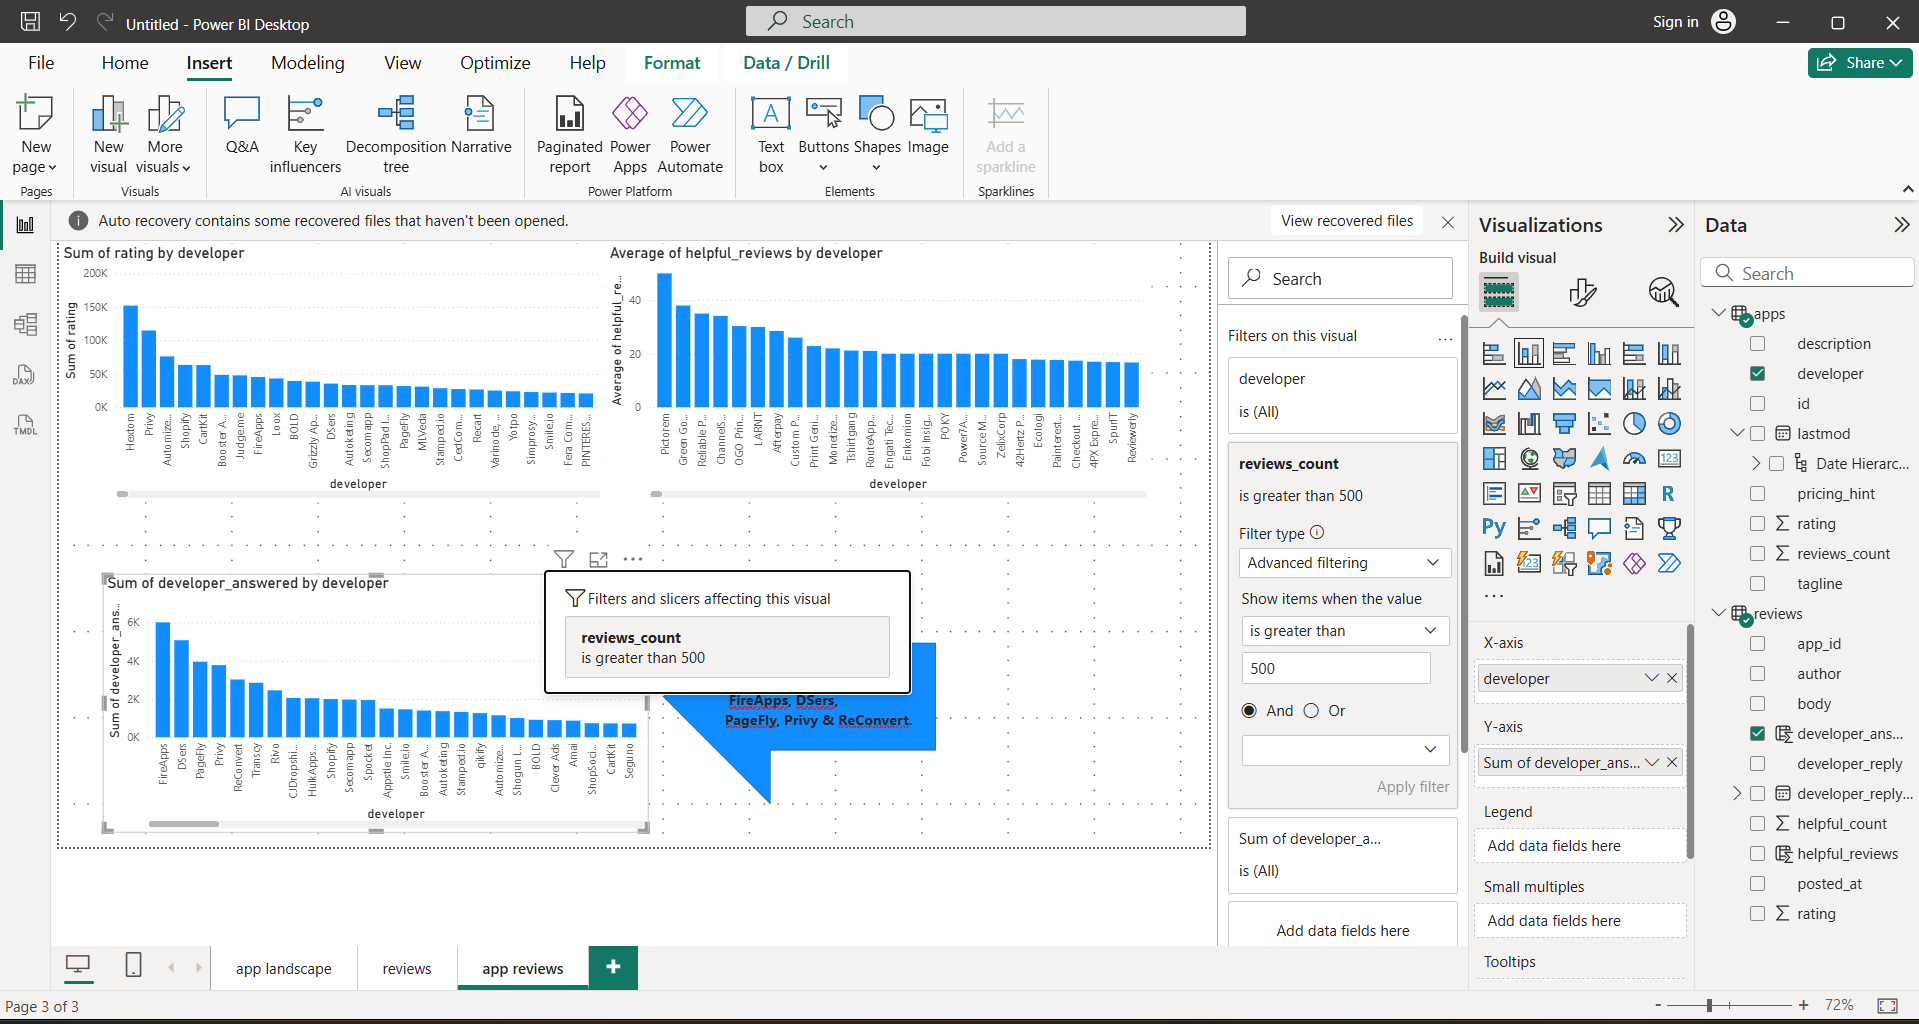 Untitled - Power BI Desktop
Search
Sign in
File
Home
Insert
Modeling
View
Optimize
Help
Format
Data / Drill
Share
New page
New visual
More visuals
Q&A
Key influencers
Decomposition tree
Narrative
Paginated report
Power Apps
Power Automate
Text box
Buttons
Shapes
Image
Add a sparkline
Pages
Visuals
AI visuals
Power Platform
Elements
Sparklines
Auto recovery contains some recovered files that haven't been opened.
View recovered files
Sum of rating by developer
200K
150K
100K
50K
0K
Sum of rating
Hextom
Privy
Automize...
Shopify
CartKit
Booster A...
Judge.me
FireApps
Loox
BOLD
Grizzly Ap...
DSers
Autoketing
Secomapp
ShopPad I...
PageFly
MLVeda
Stamped.io
CedCom...
Recart
Varinode, ...
Yotpo
Simprosy...
Smile.io
Fera Com...
PINTERES...
developer
Average of helpful_reviews by developer
40
20
0
Average of helpful_re...
Pictorem
Green Go...
Reliable P...
ChannelS...
OGO Prin...
LARNT
Afterpay
Custom P...
Print Geni...
Monetize...
Tshirtgang
RouteApp...
Engati Tec...
Enkomion
Fobi Insig...
POKY
Power7A...
Source M...
ZelixCorp
42Hertz P...
Ecologi
Painterest...
Checkout ...
4PX Expre...
SpurIT
Reviewerly
developer
Sum of developer_answered by developer
6K
4K
2K
0K
Sum of developer_ans...
FireApps
DSers
PageFly
Privy
ReConvert
Transcy
Rivo
CJDropshi...
HulkApps...
Shopify
Secomapp
Spocket
Appstle Inc.
Smile.io
Booster A...
Autoketing
Stamped.io
qikify
Automize...
Shogun L...
BOLD
Clever Ads
Amai
ShopSoci...
CartKit
Seguno
developer
Filters and slicers affecting this visual
reviews_count
is greater than 500
FireApps, DSers,
PageFly, Privy & ReConvert.
Search
Filters on this visual
developer
is (All)
reviews_count
is greater than 500
Filter type
Advanced filtering
Show items when the value
is greater than
500
And
Or
Apply filter
Sum of developer_a...
is (All)
Add data fields here
Visualizations
Build visual
123
R
Py
123
X-axis
developer
Y-axis
Sum of developer_ans...
Legend
Add data fields here
Small multiples
Add data fields here
Tooltips
Data
Search
apps
description
developer
id
lastmod
Date Hierarc...
pricing_hint
rating
reviews_count
tagline
reviews
app_id
author
body
developer_ans...
developer_reply
developer_reply...
helpful_count
helpful_reviews
posted_at
rating
DAX
TMDL
app landscape
reviews
app reviews
Page 3 of 3
72%